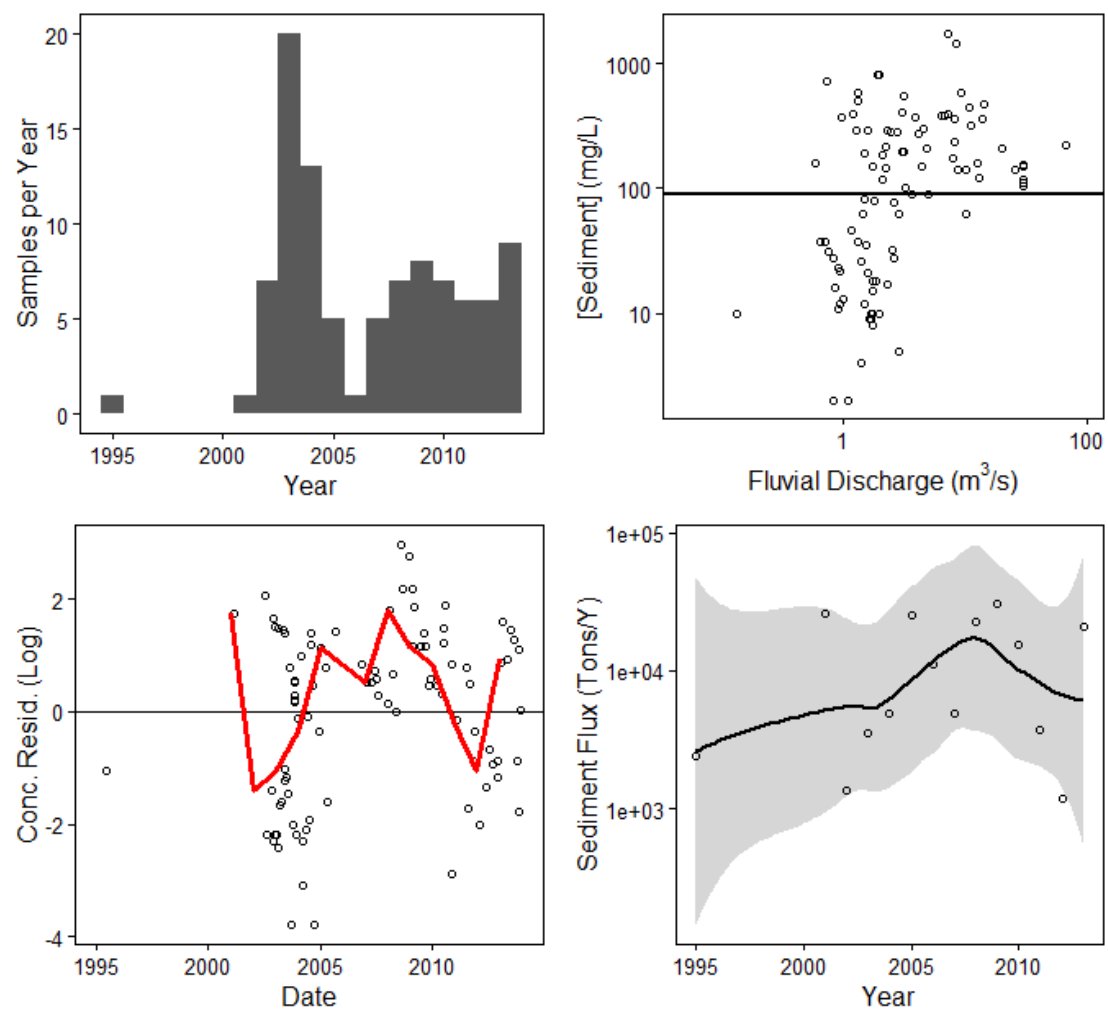 Samples per Year
20
15
10
5
0
1995 2000 2005 2010
Year
[Sediment] (mg/L)
1000
100
10
1 100
Fluvial Discharge (m³/s)
Conc. Resid. (Log)
2
0
-2
-4
1995 2000 2005 2010
Date
Sediment Flux (Tons/Y)
1e+05
1e+04
1e+03
1995 2000 2005 2010
Year